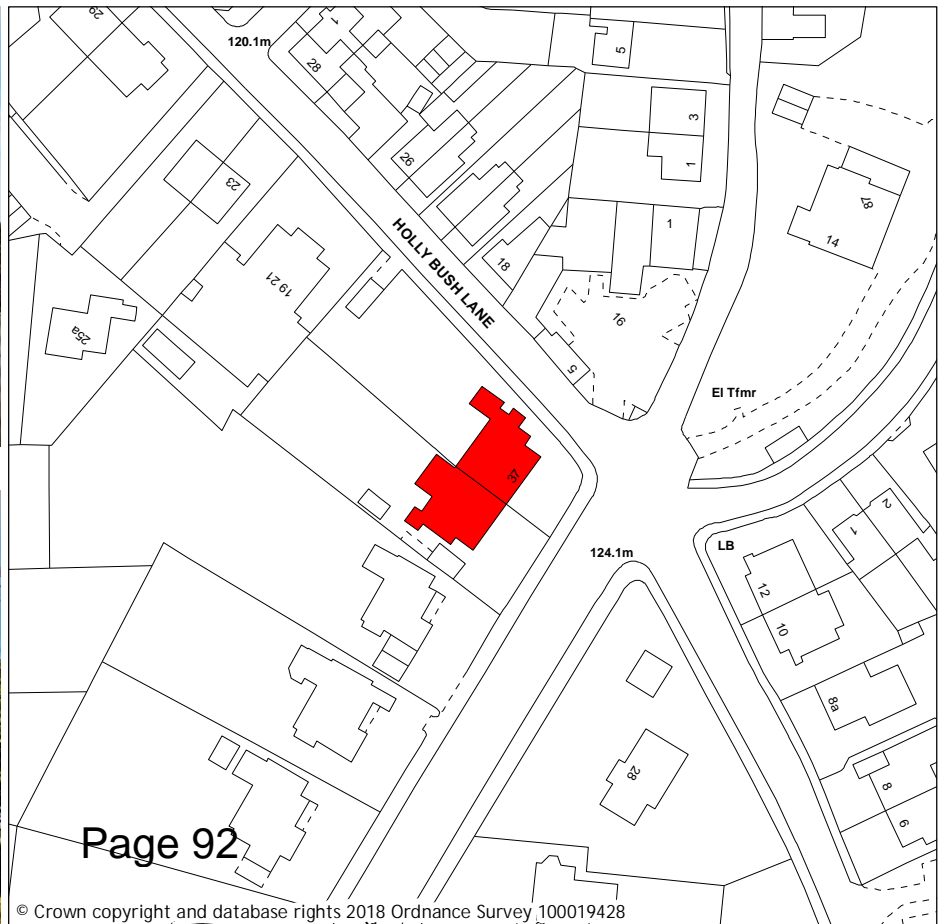 29
120.1m
1
28
5
3
1
26
23
87
14
1
HOLLY BUSH LANE
18
19 21
16
25a
5
El Tfmr
37
2
1
LB
124.1m
12
10
8a
28
8
6
Page 92
© Crown copyright and database rights 2018 Ordnance Survey 100019428